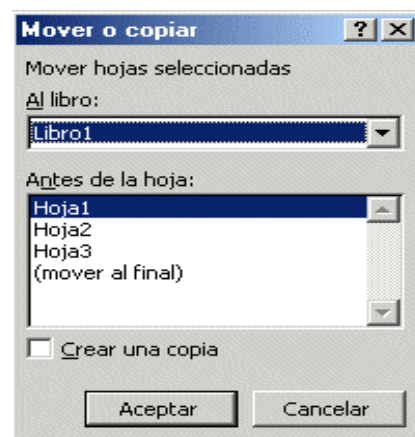 Mover o copiar
Mover hojas seleccionadas
Al libro:
Libro1
Antes de la hoja:
Hoja1
Hoja2
Hoja3
(mover al final)
Crear una copia
Aceptar Cancelar